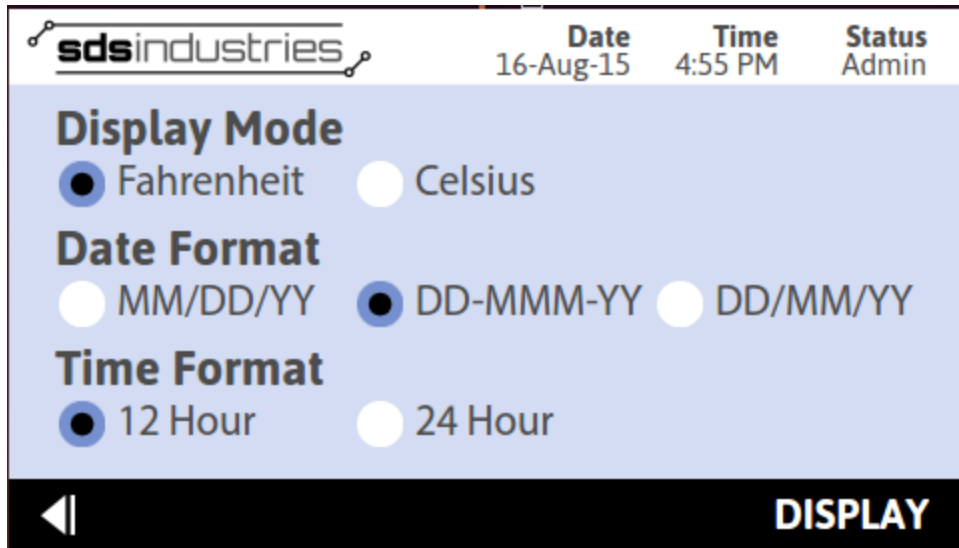 sdsindustries
Date Time Status
16-Aug-15 4:55 PM Admin
Display Mode
Fahrenheit Celsius
Date Format
MM/DD/YY DD-MMM-YY DD/MM/YY
Time Format
12 Hour 24 Hour
DISPLAY